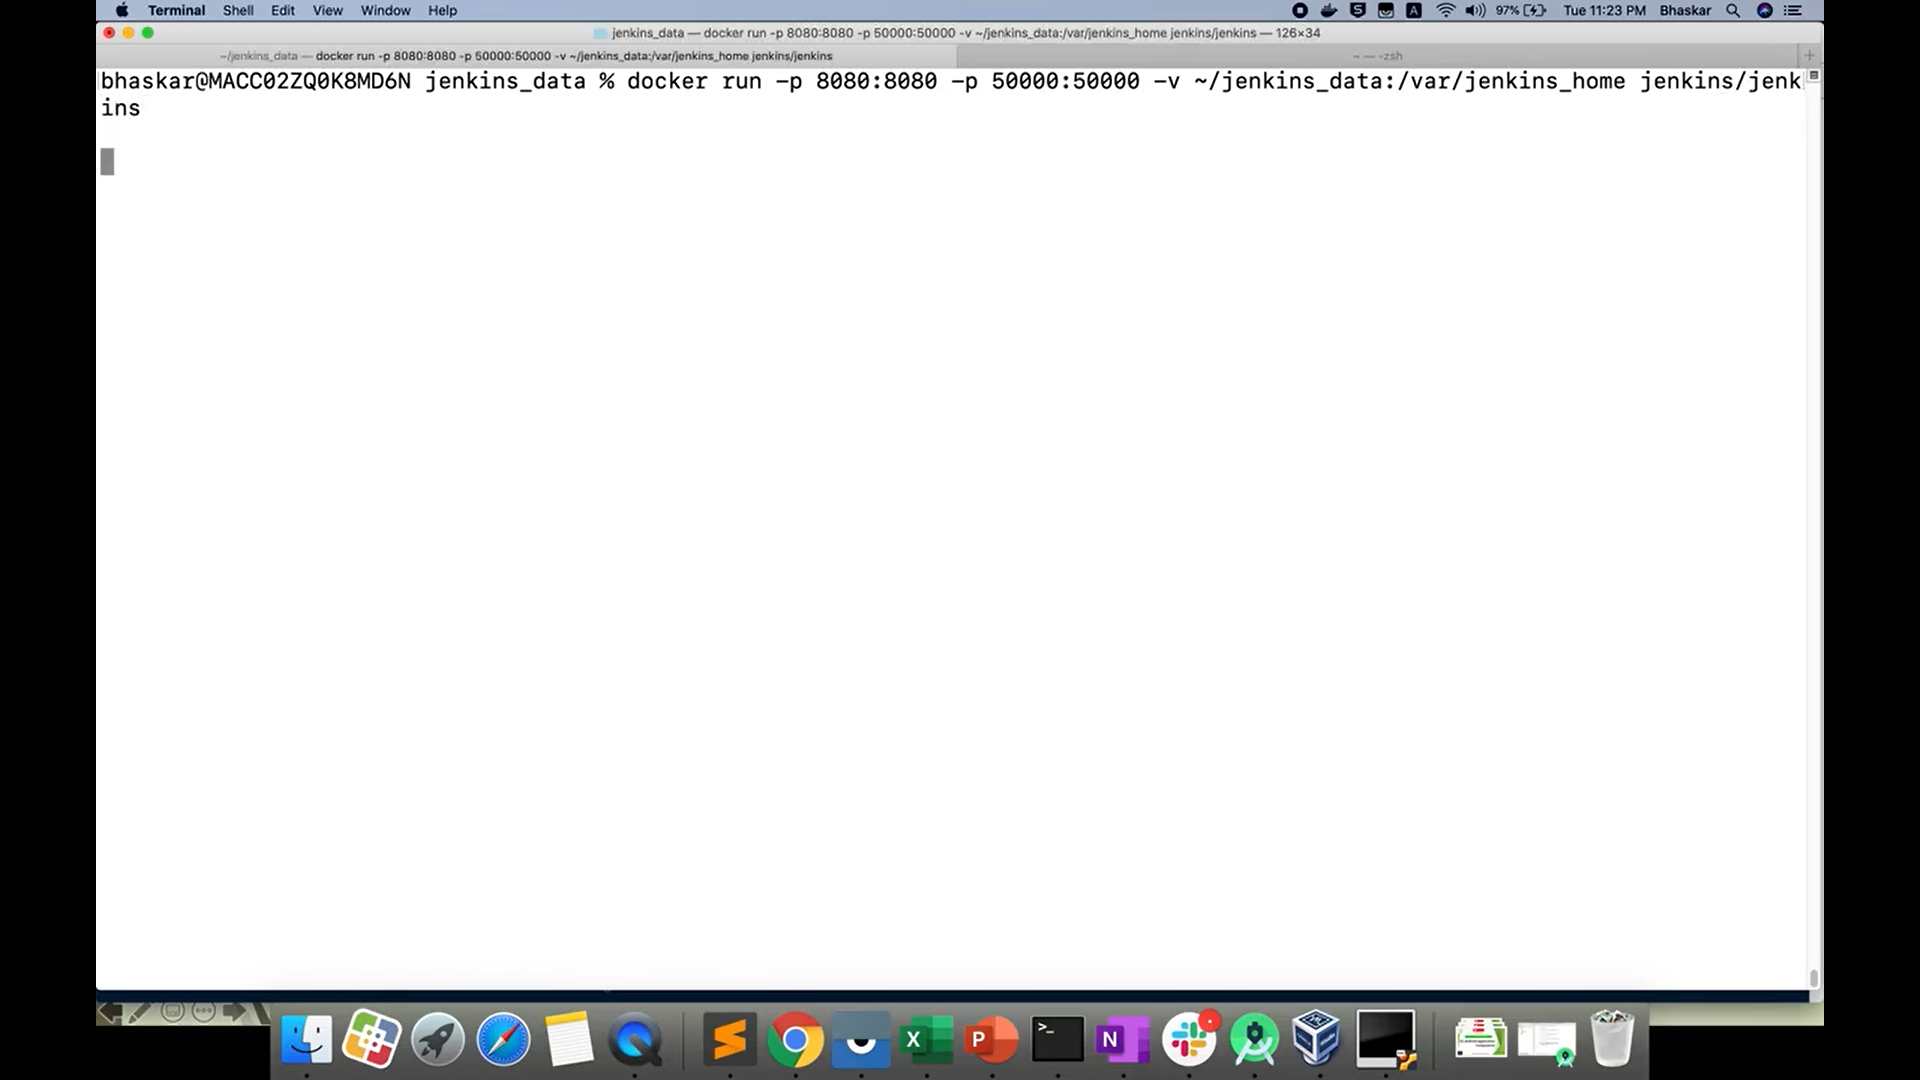 Terminal Shell Edit View Window Help 97% Tue 11:23 PM Bhaskar
jenkins_data — docker run -p 8080:8080 -p 50000:50000 -v ~/jenkins_data:/var/jenkins_home jenkins/jenkins — 126×34
~/jenkins_data — docker run -p 8080:8080 -p 50000:50000 -v ~/jenkins_data:/var/jenkins_home jenkins/jenkins
~ — -zsh
bhaskar@MACC02ZQ0K8MD6N jenkins_data % docker run -p 8080:8080 -p 50000:50000 -v ~/jenkins_data:/var/jenkins_home jenkins/jenk
ins